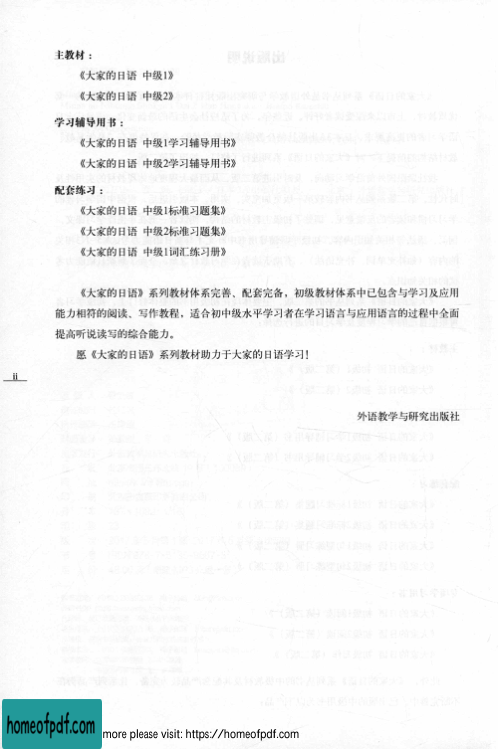 主教材：
《大家的日语 中级1》
《大家的日语 中级2》
学习辅导用书：
《大家的日语 中级1学习辅导用书》
《大家的日语 中级2学习辅导用书》
配套练习：
《大家的日语 中级1标准习题集》
《大家的日语 中级2标准习题集》
《大家的日语 中级1词汇练习册》
《大家的日语》系列教材体系完善、配套完备，初级教材体系中已包含与学习及应用
能力相符的阅读、写作教程，适合初中级水平学习者在学习语言与应用语言的过程中全面
提高听说读写的综合能力。
愿《大家的日语》系列教材助力于大家的日语学习！
ii
外语教学与研究出版社
homeofpdf.com
more please visit: https://homeofpdf.com